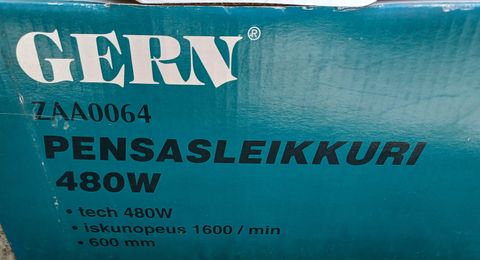 GERN®
ZAA0064
PENSASLEIKKURI
480W
• tech 480W
• iskunopeus 1600 / min
• 600 mm